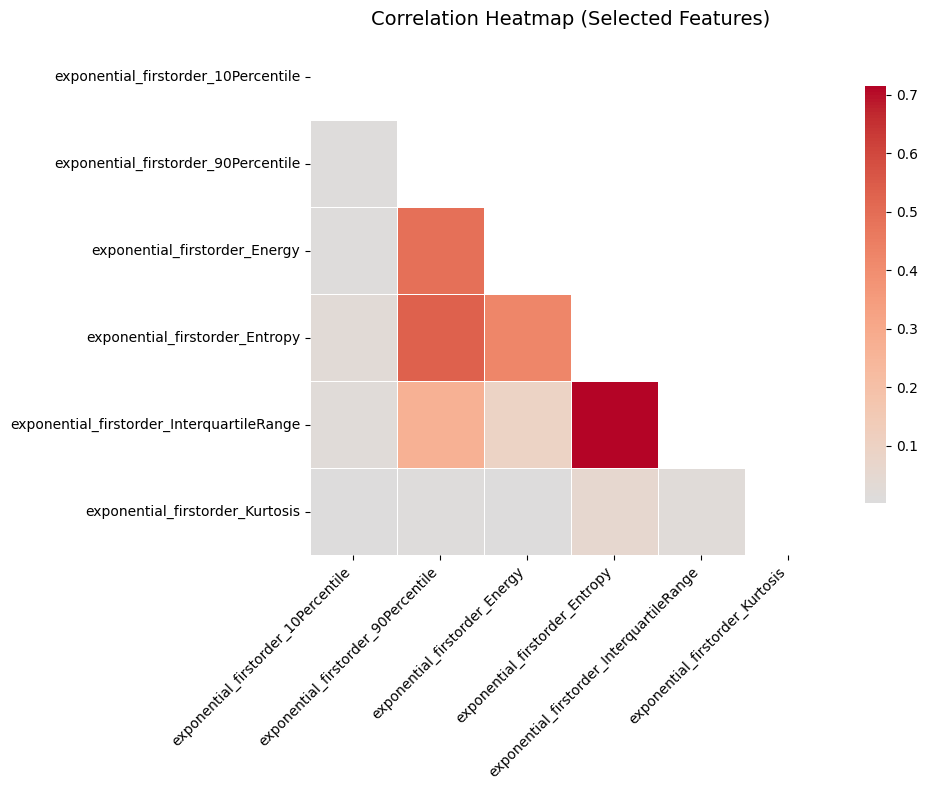 Correlation Heatmap (Selected Features)
exponential_firstorder_10Percentile
exponential_firstorder_90Percentile
exponential_firstorder_Energy
exponential_firstorder_Entropy
exponential_firstorder_InterquartileRange
exponential_firstorder_Kurtosis
0.7
0.6
0.5
0.4
0.3
0.2
0.1
exponential_firstorder_10Percentile
exponential_firstorder_90Percentile
exponential_firstorder_Energy
exponential_firstorder_Entropy
exponential_firstorder_InterquartileRange
exponential_firstorder_Kurtosis